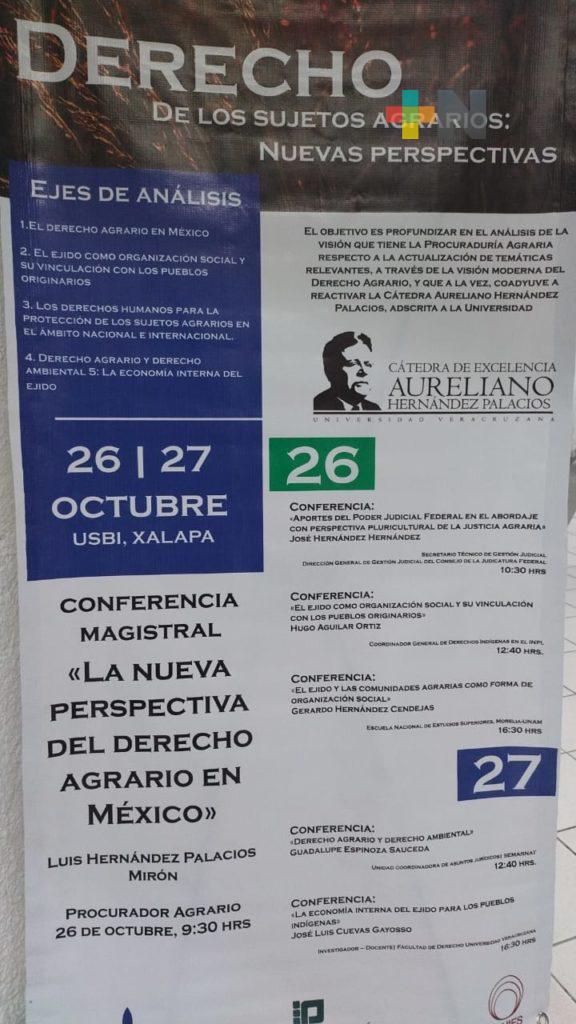 DERECHO
DE LOS SUJETOS AGRARIOS:
NUEVAS PERSPECTIVAS
+N
EJES DE ANÁLISIS
1.EL DERECHO AGRARIO EN MÉXICO
2. EL EJIDO COMO ORGANIZACIÓN SOCIAL Y
SU VINCULACIÓN CON LOS PUEBLOS
ORIGINARIOS
3. LOS DERECHOS HUMANOS PARA LA
PROTECCIÓN DE LOS SUJETOS AGRARIOS EN
EL ÁMBITO NACIONAL E INTERNACIONAL.
4. DERECHO AGRARIO Y DERECHO
AMBIENTAL 5: LA ECONOMÍA INTERNA DEL
EJIDO
26 | 27
OCTUBRE
USBI, XALAPA
CONFERENCIA
MAGISTRAL
«LA NUEVA
PERSPECTIVA
DEL DERECHO
AGRARIO EN
MÉXICO»
LUIS HERNÁNDEZ PALACIOS
MIRÓN
PROCURADOR AGRARIO
26 DE OCTUBRE, 9:30 HRS
EL OBJETIVO ES PROFUNDIZAR EN EL ANÁLISIS DE LA
VISIÓN QUE TIENE LA PROCURADURÍA AGRARIA
RESPECTO A LA ACTUALIZACIÓN DE TEMÁTICAS
RELEVANTES, A TRAVÉS DE LA VISIÓN MODERNA DEL
DERECHO AGRARIO, Y QUE A LA VEZ, COADYUVE A
REACTIVAR LA CÁTEDRA AURELIANO HERNÁNDEZ
PALACIOS, ADSCRITA A LA UNIVERSIDAD
CÁTEDRA DE EXCELENCIA
AURELIANO
HERNÁNDEZ PALACIOS
UNIVERSIDAD VERACRUZANA
26
CONFERENCIA:
«APORTES DEL PODER JUDICIAL FEDERAL EN EL ABORDAJE
CON PERSPECTIVA PLURICULTURAL DE LA JUSTICIA AGRARIA»
JOSÉ HERNÁNDEZ HERNÁNDEZ
SECRETARIO TÉCNICO DE GESTIÓN JUDICIAL
DIRECCIÓN GENERAL DE GESTIÓN JUDICIAL DEL CONSEJO DE LA JUDICATURA FEDERAL
10:30 HRS
CONFERENCIA:
«EL EJIDO COMO ORGANIZACIÓN SOCIAL Y SU VINCULACIÓN
CON LOS PUEBLOS ORIGINARIOS»
HUGO AGUILAR ORTIZ
COORDINADOR GENERAL DE DERECHOS INDÍGENAS EN EL INPI,
12:40 HRS.
CONFERENCIA:
«EL EJIDO Y LAS COMUNIDADES AGRARIAS COMO FORMA DE
ORGANIZACIÓN SOCIAL»
GERARDO HERNÁNDEZ CENDEJAS
ESCUELA NACIONAL DE ESTUDIOS SUPERIORES, MORELIA-UNAM
16:30 HRS
27
CONFERENCIA:
«DERECHO AGRARIO Y DERECHO AMBIENTAL»
GUADALUPE ESPINOZA SAUCEDA
UNIDAD COORDINADORA DE ASUNTOS JURÍDICOS| SEMARNAT
12:40 HRS.
CONFERENCIA:
«LA ECONOMÍA INTERNA DEL EJIDO PARA LOS PUEBLOS
INDÍGENAS»
JOSÉ LUIS CUEVAS GAYOSSO
INVESTIGADOR – DOCENTE| FACULTAD DE DERECHO UNIVERSIDAD VERACRUZANA
16:30 HRS